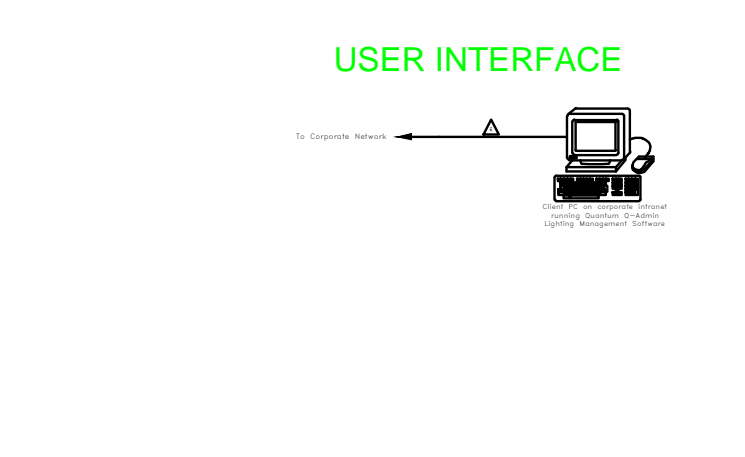 USER INTERFACE
To Corporate Network
Client PC on corporate intranet
running Quantum Q-Admin
Lighting Management Software